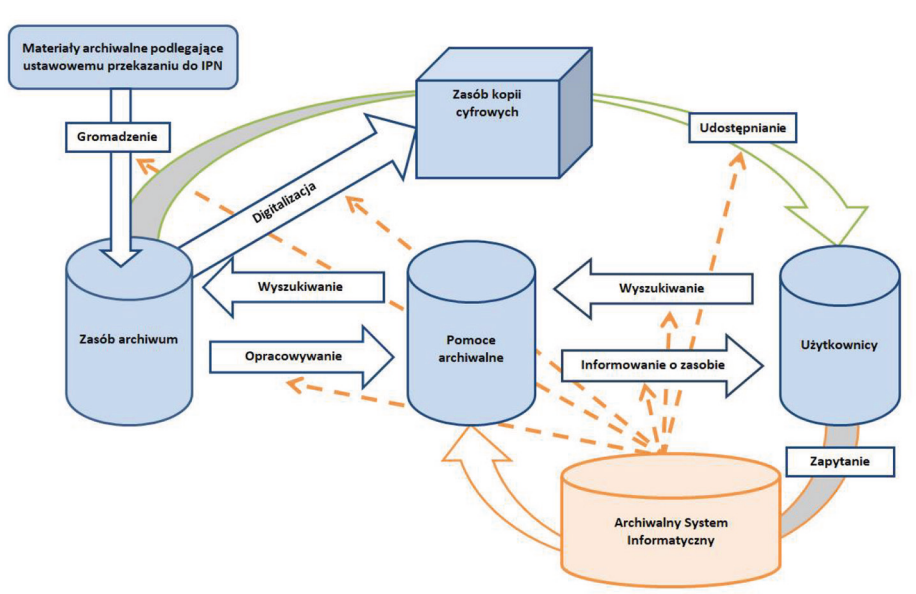 Materiały archiwalne podlegające
ustawowemu przekazaniu do IPN
Gromadzenie
Zasób kopii
cyfrowych
Udostępnianie
Digitalizacja
Wyszukiwanie
Wyszukiwanie
Zasób archiwum
Pomoce
archiwalne
Użytkownicy
Opracowywanie
Informowanie o zasobie
Zapytanie
Archiwalny System
Informatyczny